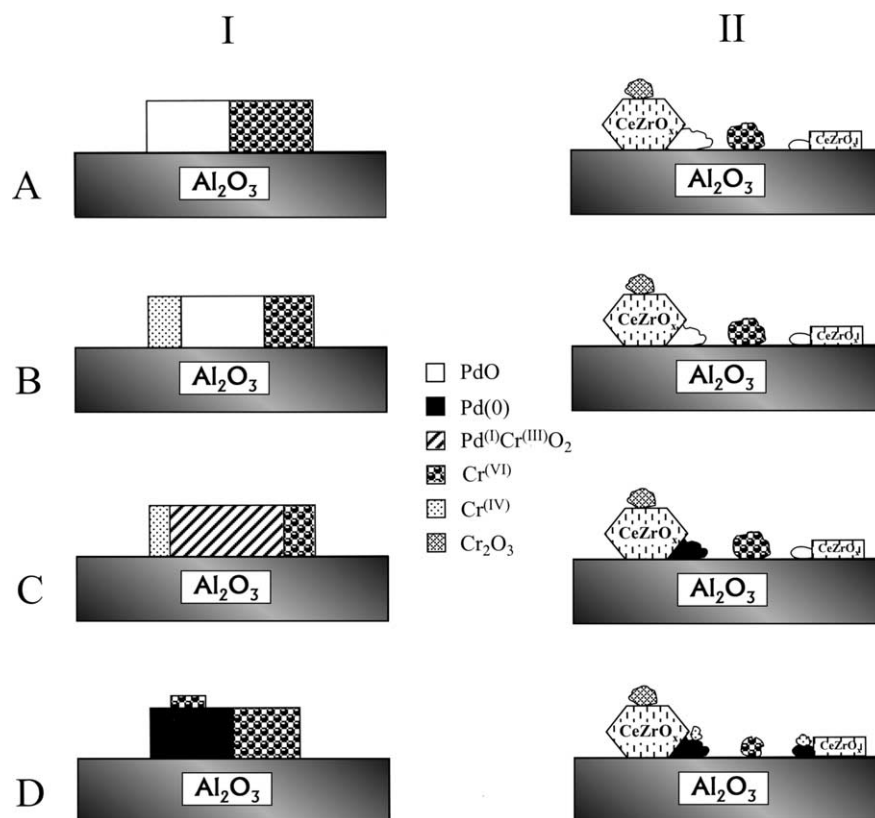 I
II
A
Al₂O₃
CeZrOₓ
CeZrOₓ
Al₂O₃
B
Al₂O₃
CeZrOₓ
CeZrOₓ
Al₂O₃
PdO
Pd(0)
Pd⁽ᴵ⁾Cr⁽ᴵᴵᴵ⁾O₂
Cr⁽ⱽᴵ⁾
Cr⁽ᴵⱽ⁾
Cr₂O₃
C
Al₂O₃
CeZrOₓ
CeZrOₓ
Al₂O₃
D
Al₂O₃
CeZrOₓ
CeZrOₓ
Al₂O₃